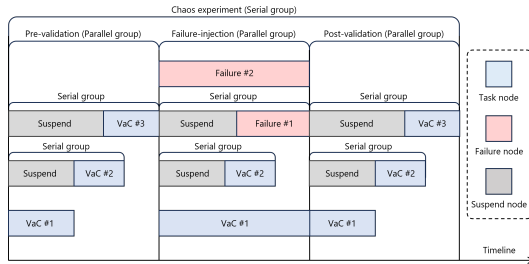 Chaos experiment (Serial group)
Pre-validation (Parallel group)
Failure-injection (Parallel group)
Post-validation (Parallel group)
Failure #2
Serial group
Serial group
Serial group
Suspend
VaC #3
Suspend
Failure #1
Suspend
VaC #3
Serial group
Serial group
Serial group
Suspend
VaC #2
Suspend
VaC #2
Suspend
VaC #2
VaC #1
VaC #1
VaC #1
Task node
Failure node
Suspend node
Timeline